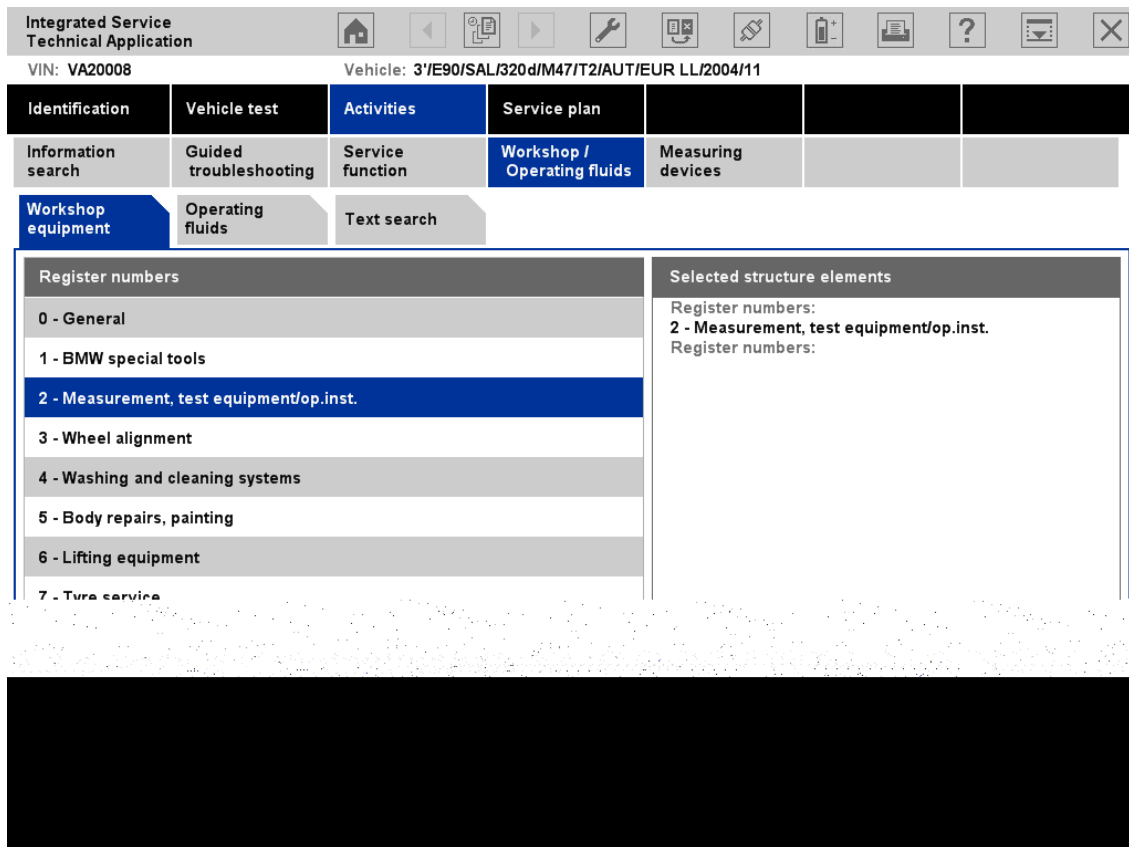 Integrated Service
Technical Application
VIN: VA20008 Vehicle: 3'/E90/SAL/320d/M47/T2/AUT/EUR LL/2004/11
Identification Vehicle test Activities Service plan
Information search Guided troubleshooting Service function Workshop / Operating fluids Measuring devices
Workshop equipment Operating fluids Text search
Register numbers
0 - General
1 - BMW special tools
2 - Measurement, test equipment/op.inst.
3 - Wheel alignment
4 - Washing and cleaning systems
5 - Body repairs, painting
6 - Lifting equipment
7 - Tyre service
Selected structure elements
Register numbers:
2 - Measurement, test equipment/op.inst.
Register numbers: